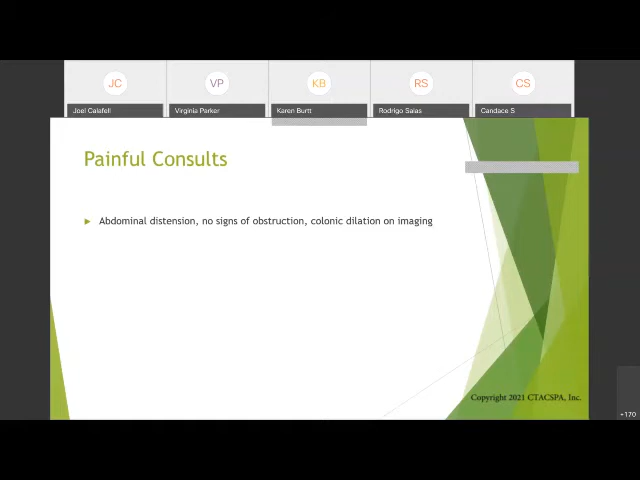 JC
VP
KB
RS
CS
Joel Calafell
Virginia Parker
Karen Burtt
Rodrigo Salas
Candace S
Painful Consults
Abdominal distension, no signs of obstruction, colonic dilation on imaging
Copyright 2021 CTACSPA, Inc.
+170